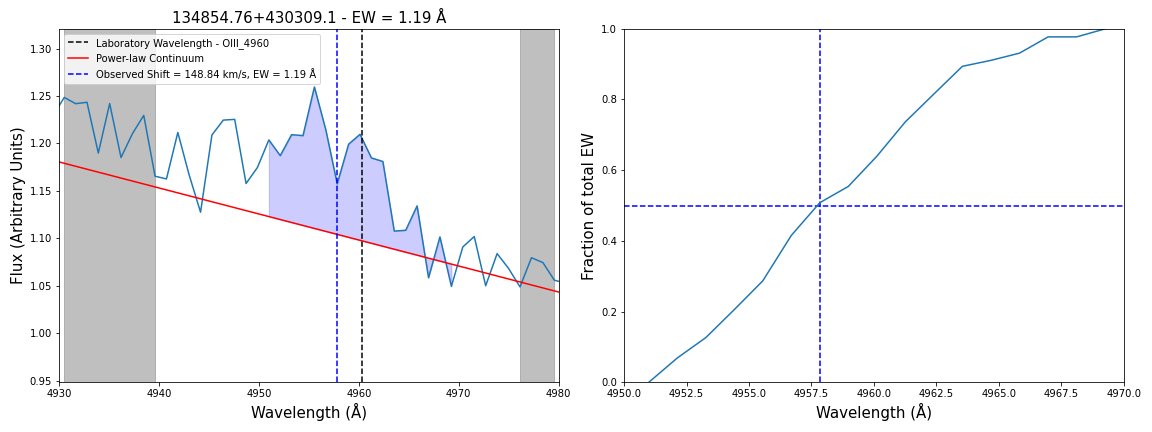 134854.76+430309.1 - EW = 1.19 Å
Laboratory Wavelength - OIII_4960
Power-law Continuum
Observed Shift = 148.84 km/s, EW = 1.19 Å
Flux (Arbitrary Units)
1.30
1.25
1.20
1.15
1.10
1.05
1.00
0.95
4930 4940 4950 4960 4970 4980
Wavelength (Å)
Fraction of total EW
1.0
0.8
0.6
0.4
0.2
0.0
4950.0 4952.5 4955.0 4957.5 4960.0 4962.5 4965.0 4967.5 4970.0
Wavelength (Å)